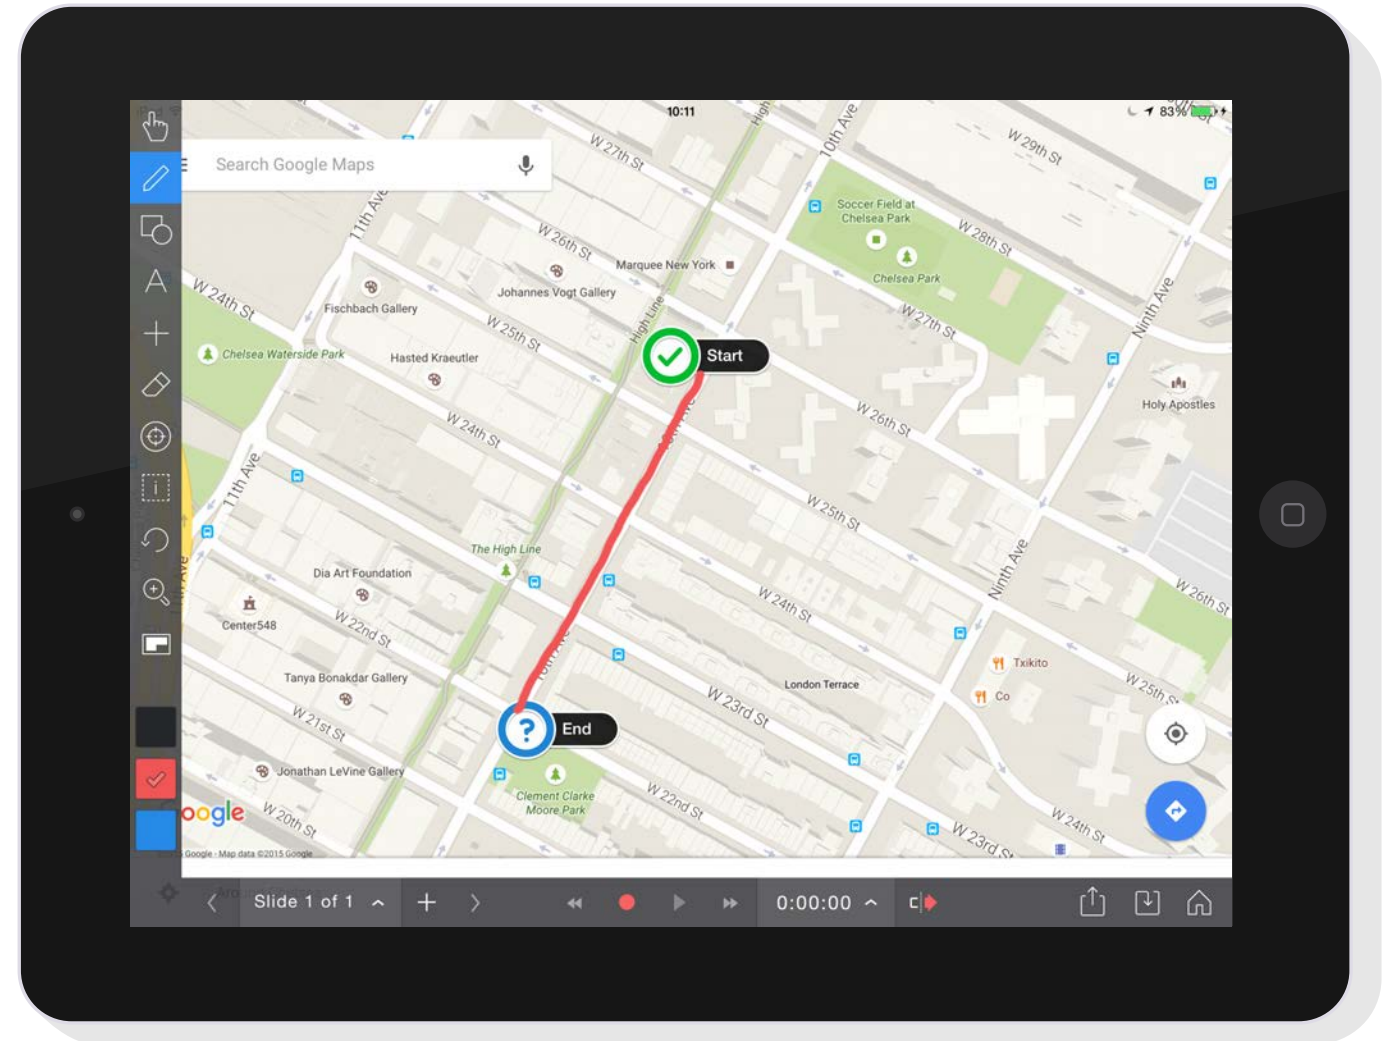 10:11
83%
Search Google Maps
High
10th Ave
W 27th St
W 29th St
11th Ave
Soccer Field at
Chelsea Park
W 28th St
W 26th St
Marquee New York
Chelsea Park
Johannes Vogt Gallery
W 24th St
Fischbach Gallery
High Line
W 27th St
Ninth Ave
W 25th St
Start
Chelsea Waterside Park
Hasted Kraeutler
Holy Apostles
W 26th St
W 24th St
11th Ave
W 25th St
The High Line
Ninth Ave
Dia Art Foundation
W 26th St
Center548
W 22nd St
W 24th St
Txikito
Tanya Bonakdar Gallery
London Terrace
W 25th St
Co
W 23rd St
W 21st St
?
End
Jonathan LeVine Gallery
Clement Clarke
Moore Park
W 22nd St
oogle
W 20th St
W 24th St
W 23rd St
Google - Map data ©2015 Google
Slide 1 of 1
0:00:00